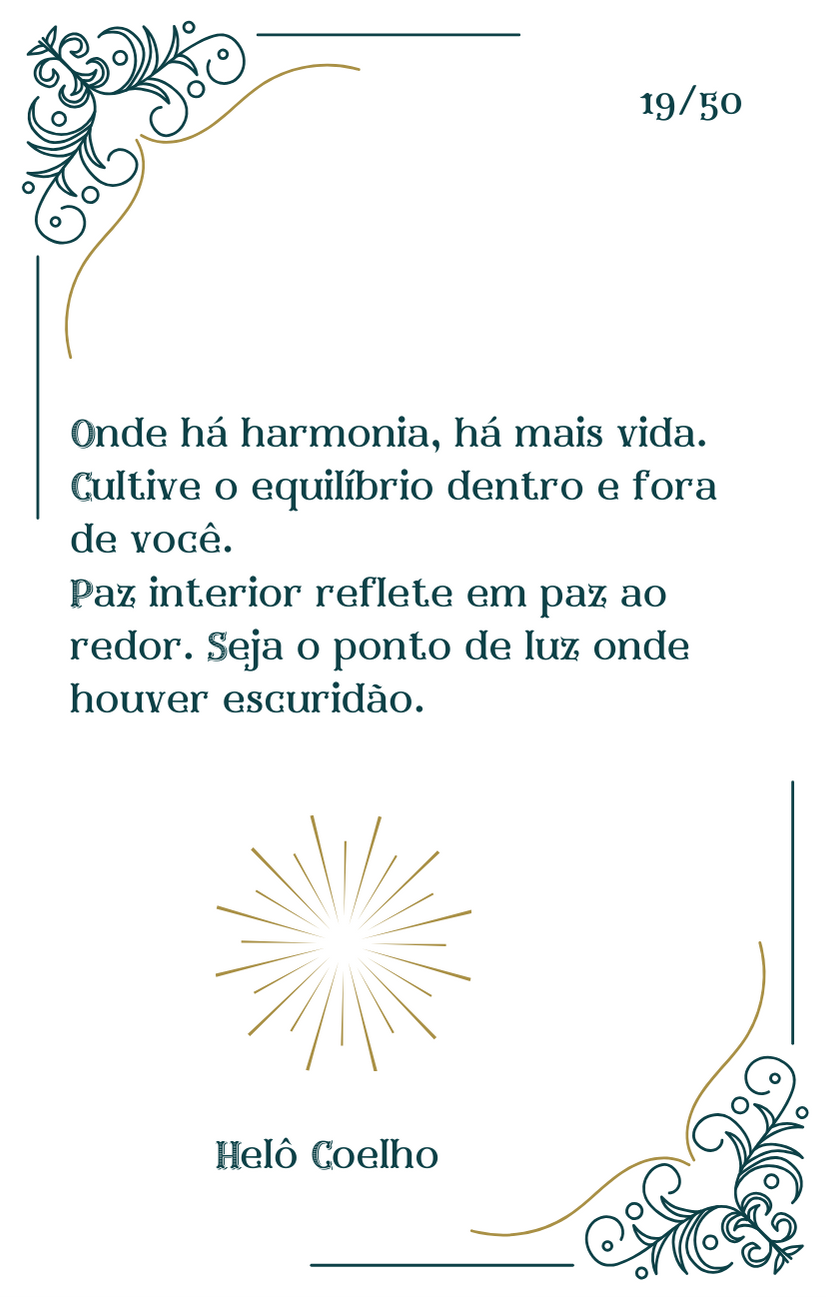 19/50
Onde há harmonia, há mais vida.
Cultive o equilíbrio dentro e fora
de você.
Paz interior reflete em paz ao
redor. Seja o ponto de luz onde
houver escuridão.
Helô Coelho